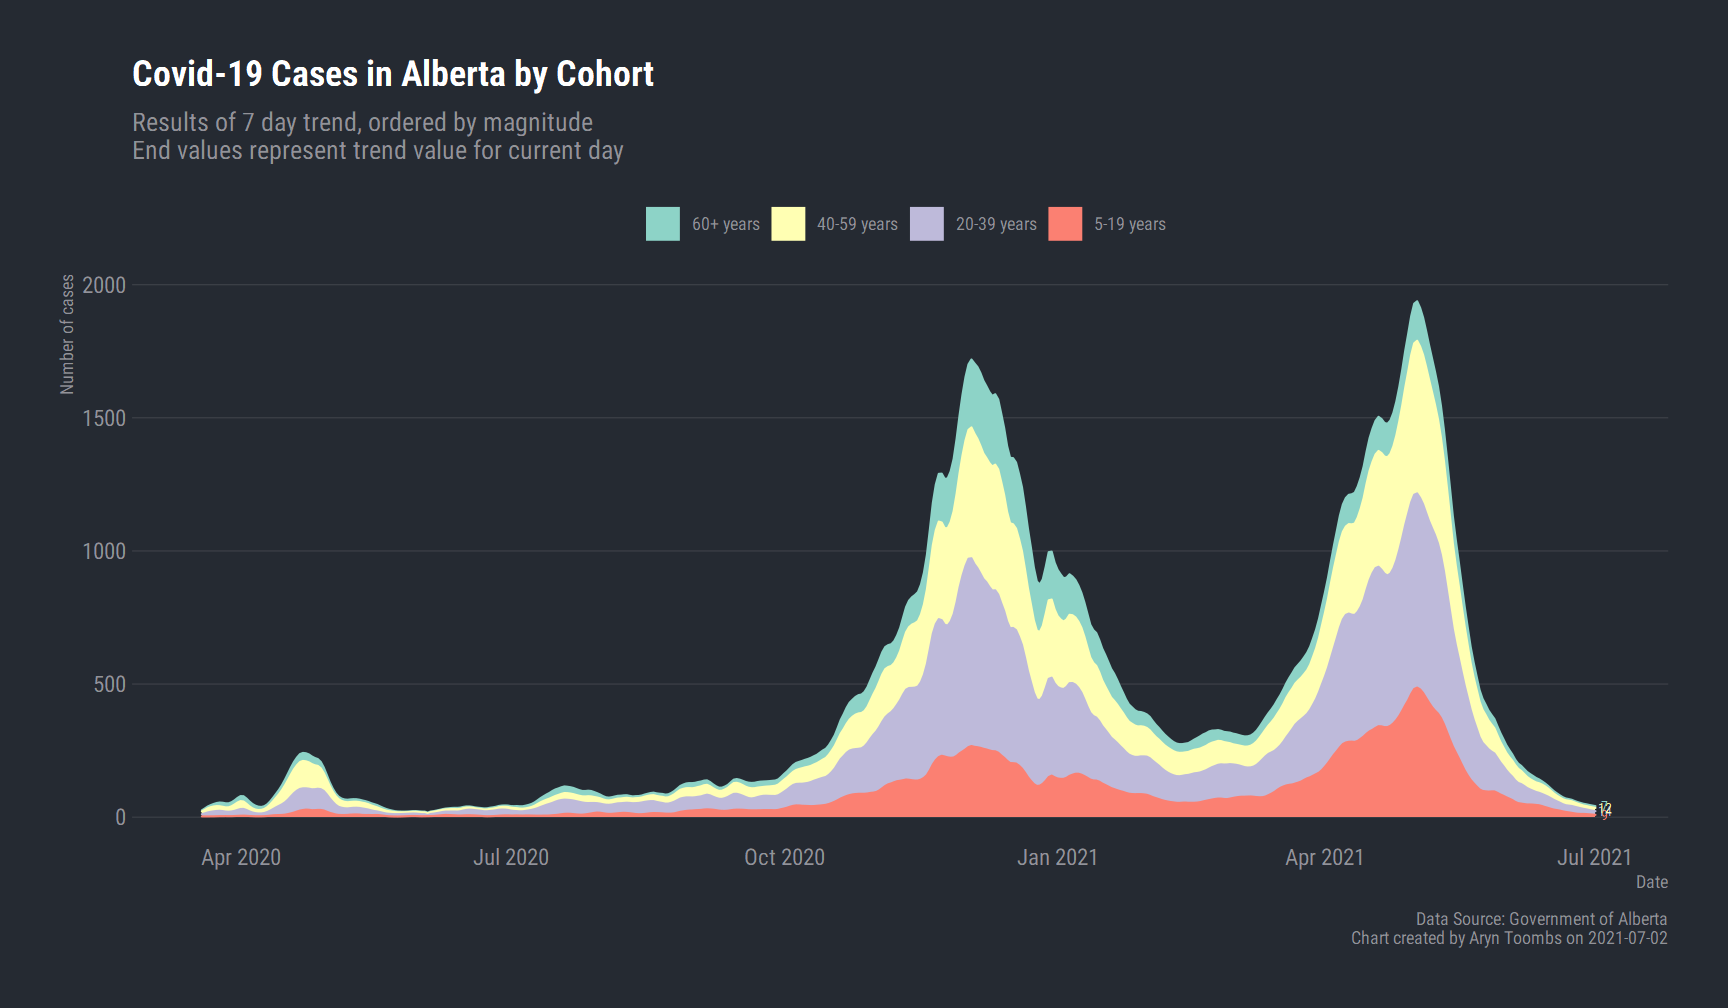 Covid-19 Cases in Alberta by Cohort
Results of 7 day trend, ordered by magnitude
End values represent trend value for current day
60+ years
40-59 years
20-39 years
5-19 years
Number of cases
2000
1500
1000
500
0
Apr 2020
Jul 2020
Oct 2020
Jan 2021
Apr 2021
Jul 2021
Date
Data Source: Government of Alberta
Chart created by Aryn Toombs on 2021-07-02